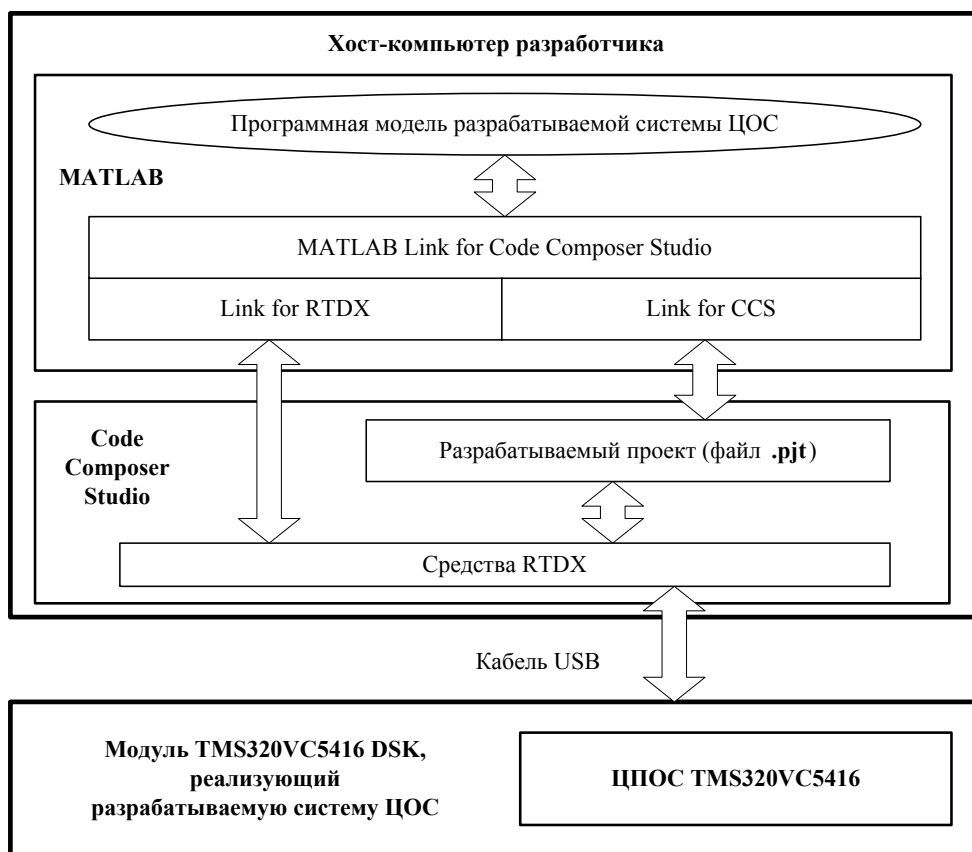 Хост-компьютер разработчика
Программная модель разрабатываемой системы ЦОС
MATLAB
MATLAB Link for Code Composer Studio
Link for RTDX
Link for CCS
Code
Composer
Studio
Разрабатываемый проект (файл .pjt)
Средства RTDX
Кабель USB
Модуль TMS320VC5416 DSK,
реализующий
разрабатываемую систему ЦОС
ЦПОС TMS320VC5416